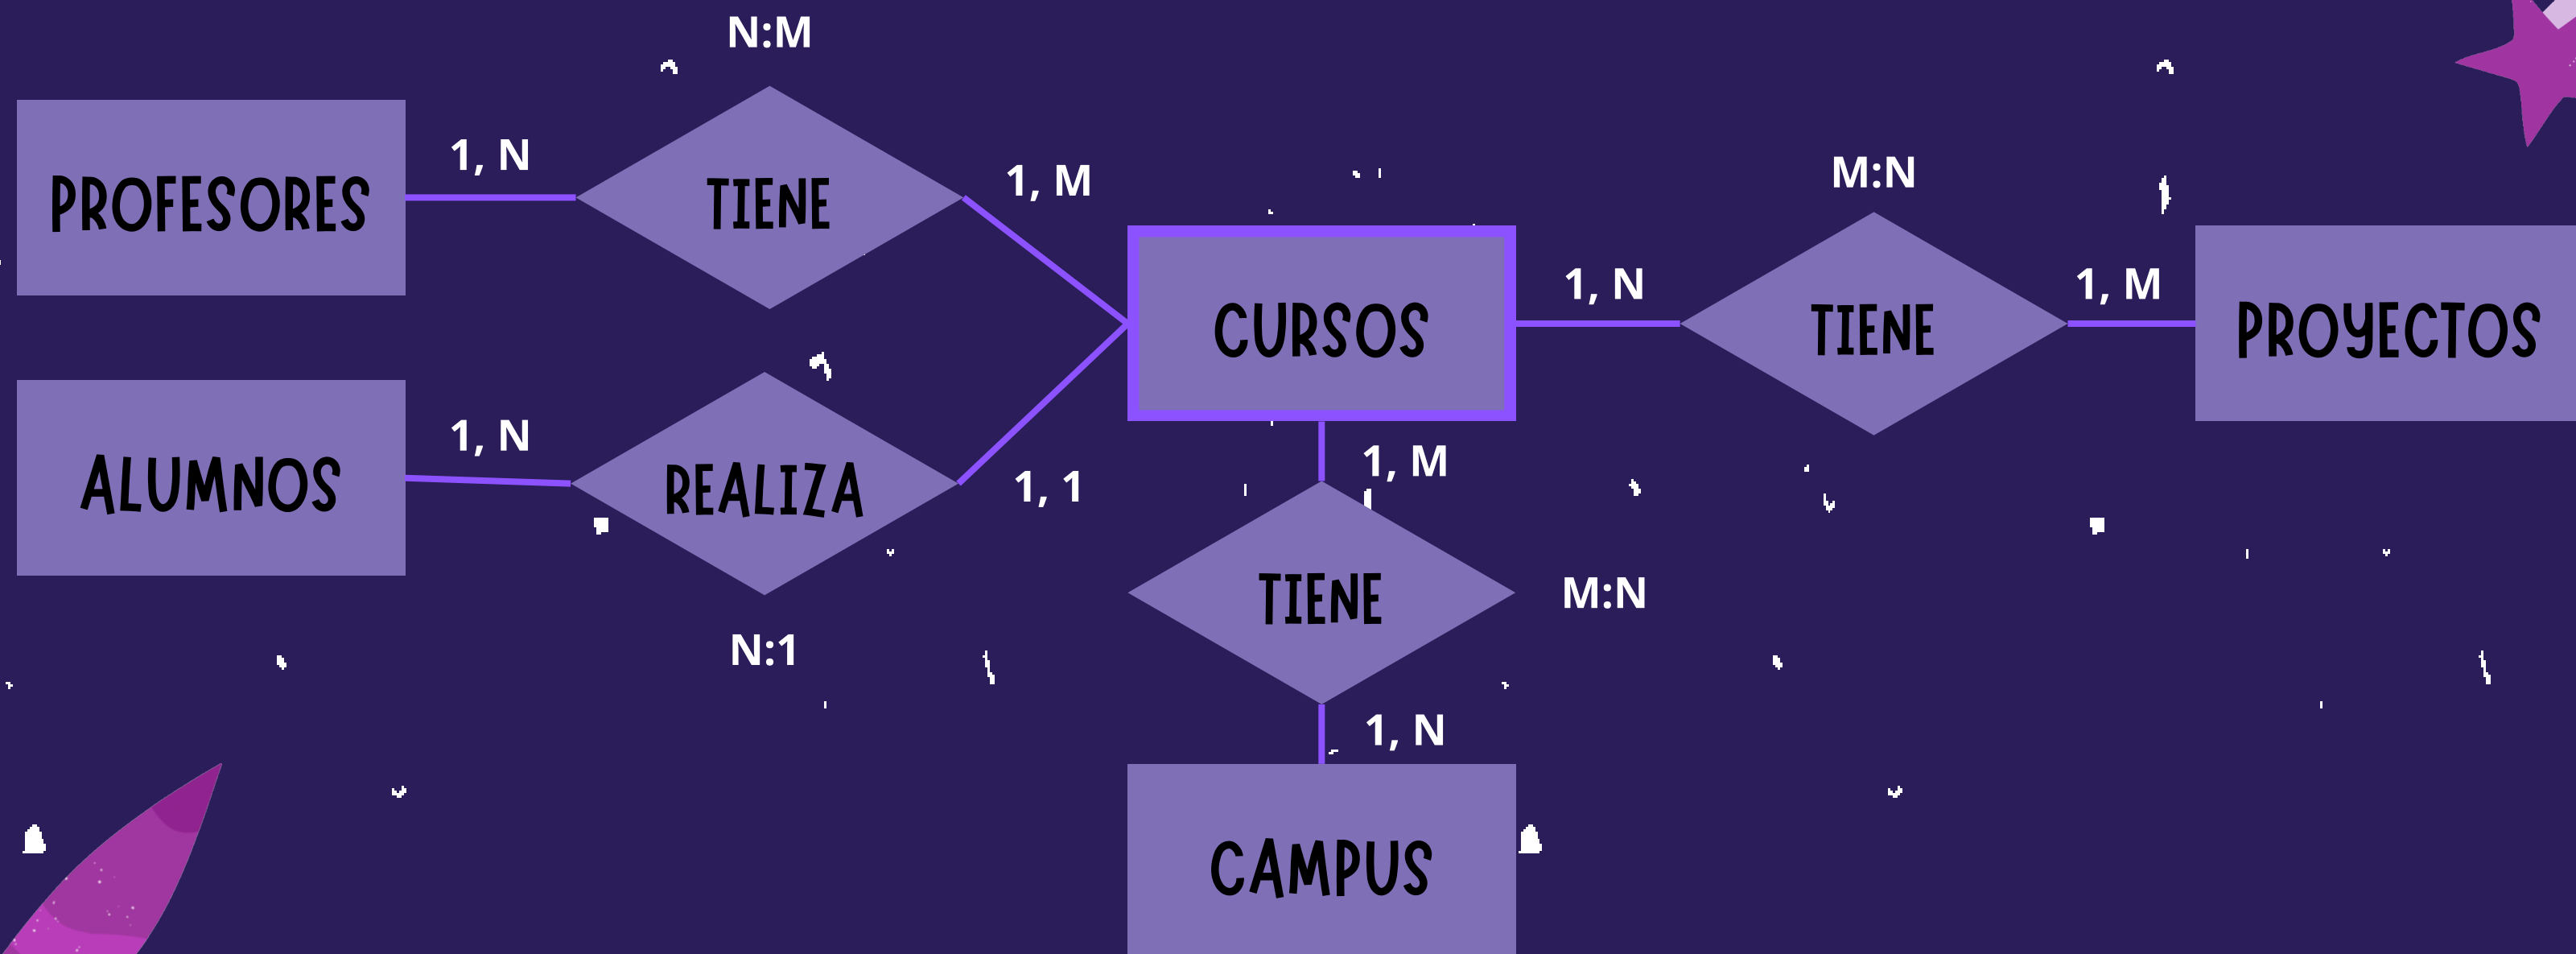 N:M
PROFESORES
1, N
TIENE
1, M
ALUMNOS
1, N
REALIZA
1, 1
N:1
CURSOS
1, N
M:N
TIENE
1, M
PROYECTOS
1, M
TIENE
M:N
1, N
CAMPUS